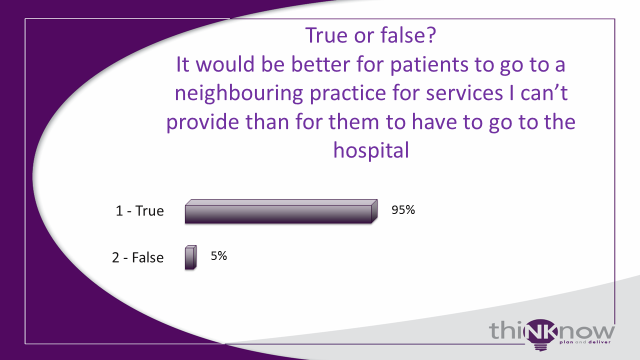 True or false?
It would be better for patients to go to a
neighbouring practice for services I can’t
provide than for them to have to go to the
hospital
1 - True
95%
2 - False
5%
thiNKnow
plan and deliver